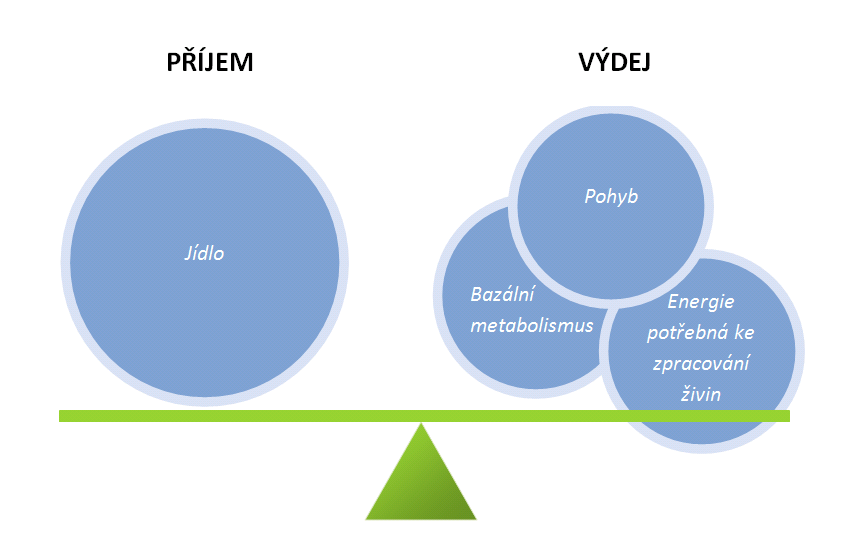 PŘÍJEM
VÝDEJ
Jídlo
Pohyb
Bazální
metabolismus
Energie
potřebná ke
zpracování
živin